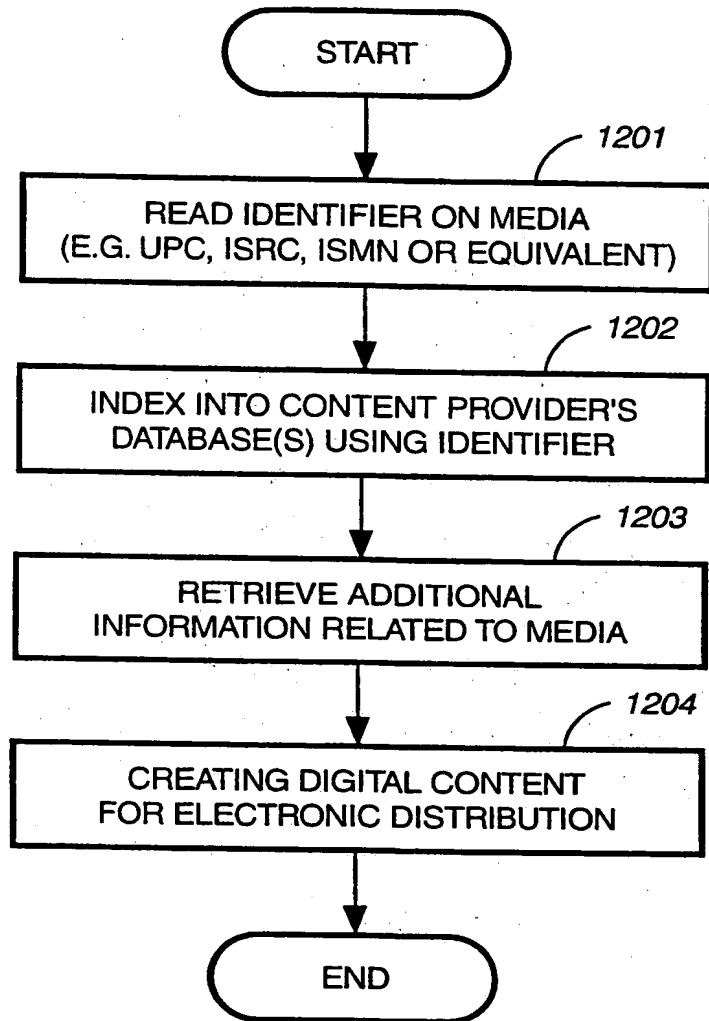 START
1201
READ IDENTIFIER ON MEDIA
(E.G. UPC, ISRC, ISMN OR EQUIVALENT)
1202
INDEX INTO CONTENT PROVIDER'S
DATABASE(S) USING IDENTIFIER
1203
RETRIEVE ADDITIONAL
INFORMATION RELATED TO MEDIA
1204
CREATING DIGITAL CONTENT
FOR ELECTRONIC DISTRIBUTION
END